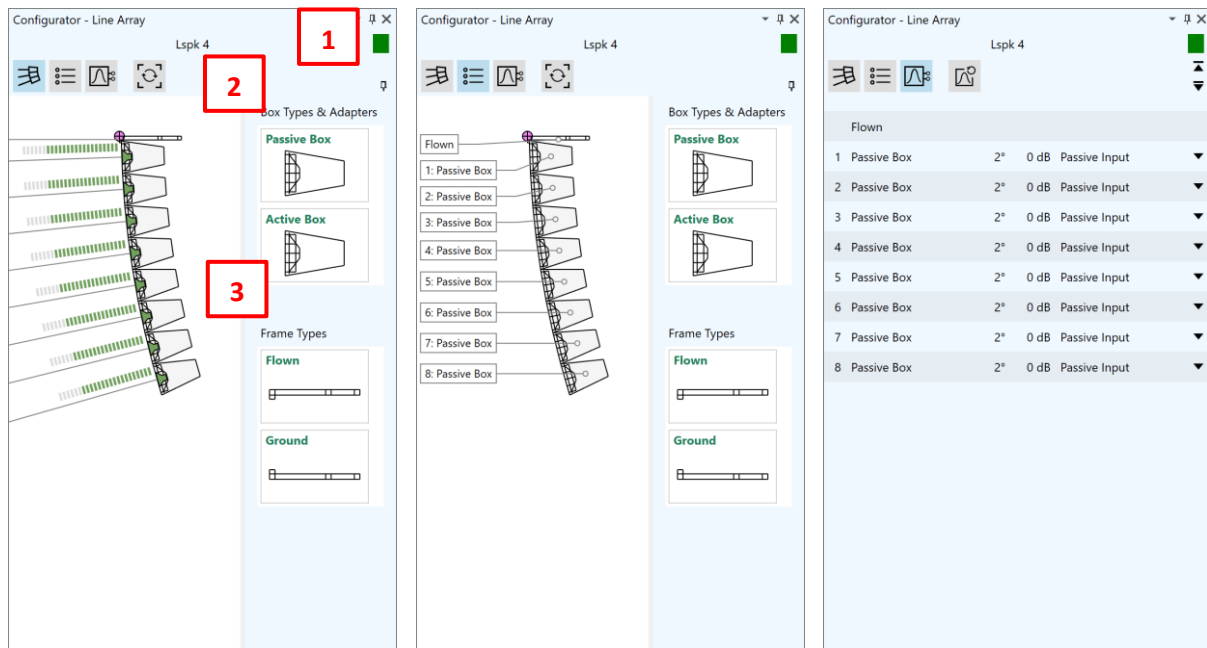 Configurator - Line Array
1
Lspk 4
2
Box Types & Adapters
Passive Box
Active Box
3
Frame Types
Flown
Ground
Configurator - Line Array
Lspk 4
Flown
1: Passive Box
2: Passive Box
3: Passive Box
4: Passive Box
5: Passive Box
6: Passive Box
7: Passive Box
8: Passive Box
Box Types & Adapters
Passive Box
Active Box
Frame Types
Flown
Ground
Configurator - Line Array
Lspk 4
Flown
1 Passive Box 2° 0 dB Passive Input
2 Passive Box 2° 0 dB Passive Input
3 Passive Box 2° 0 dB Passive Input
4 Passive Box 2° 0 dB Passive Input
5 Passive Box 2° 0 dB Passive Input
6 Passive Box 2° 0 dB Passive Input
7 Passive Box 2° 0 dB Passive Input
8 Passive Box 2° 0 dB Passive Input